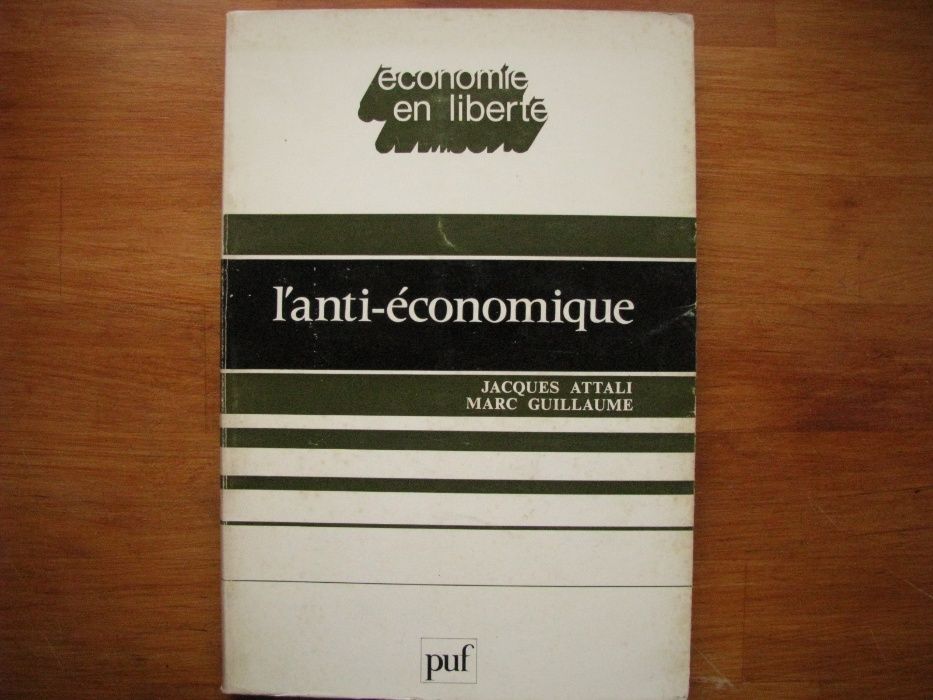 économie
en liberté
l'anti-économique
JACQUES ATTALI
MARC GUILLAUME
puf